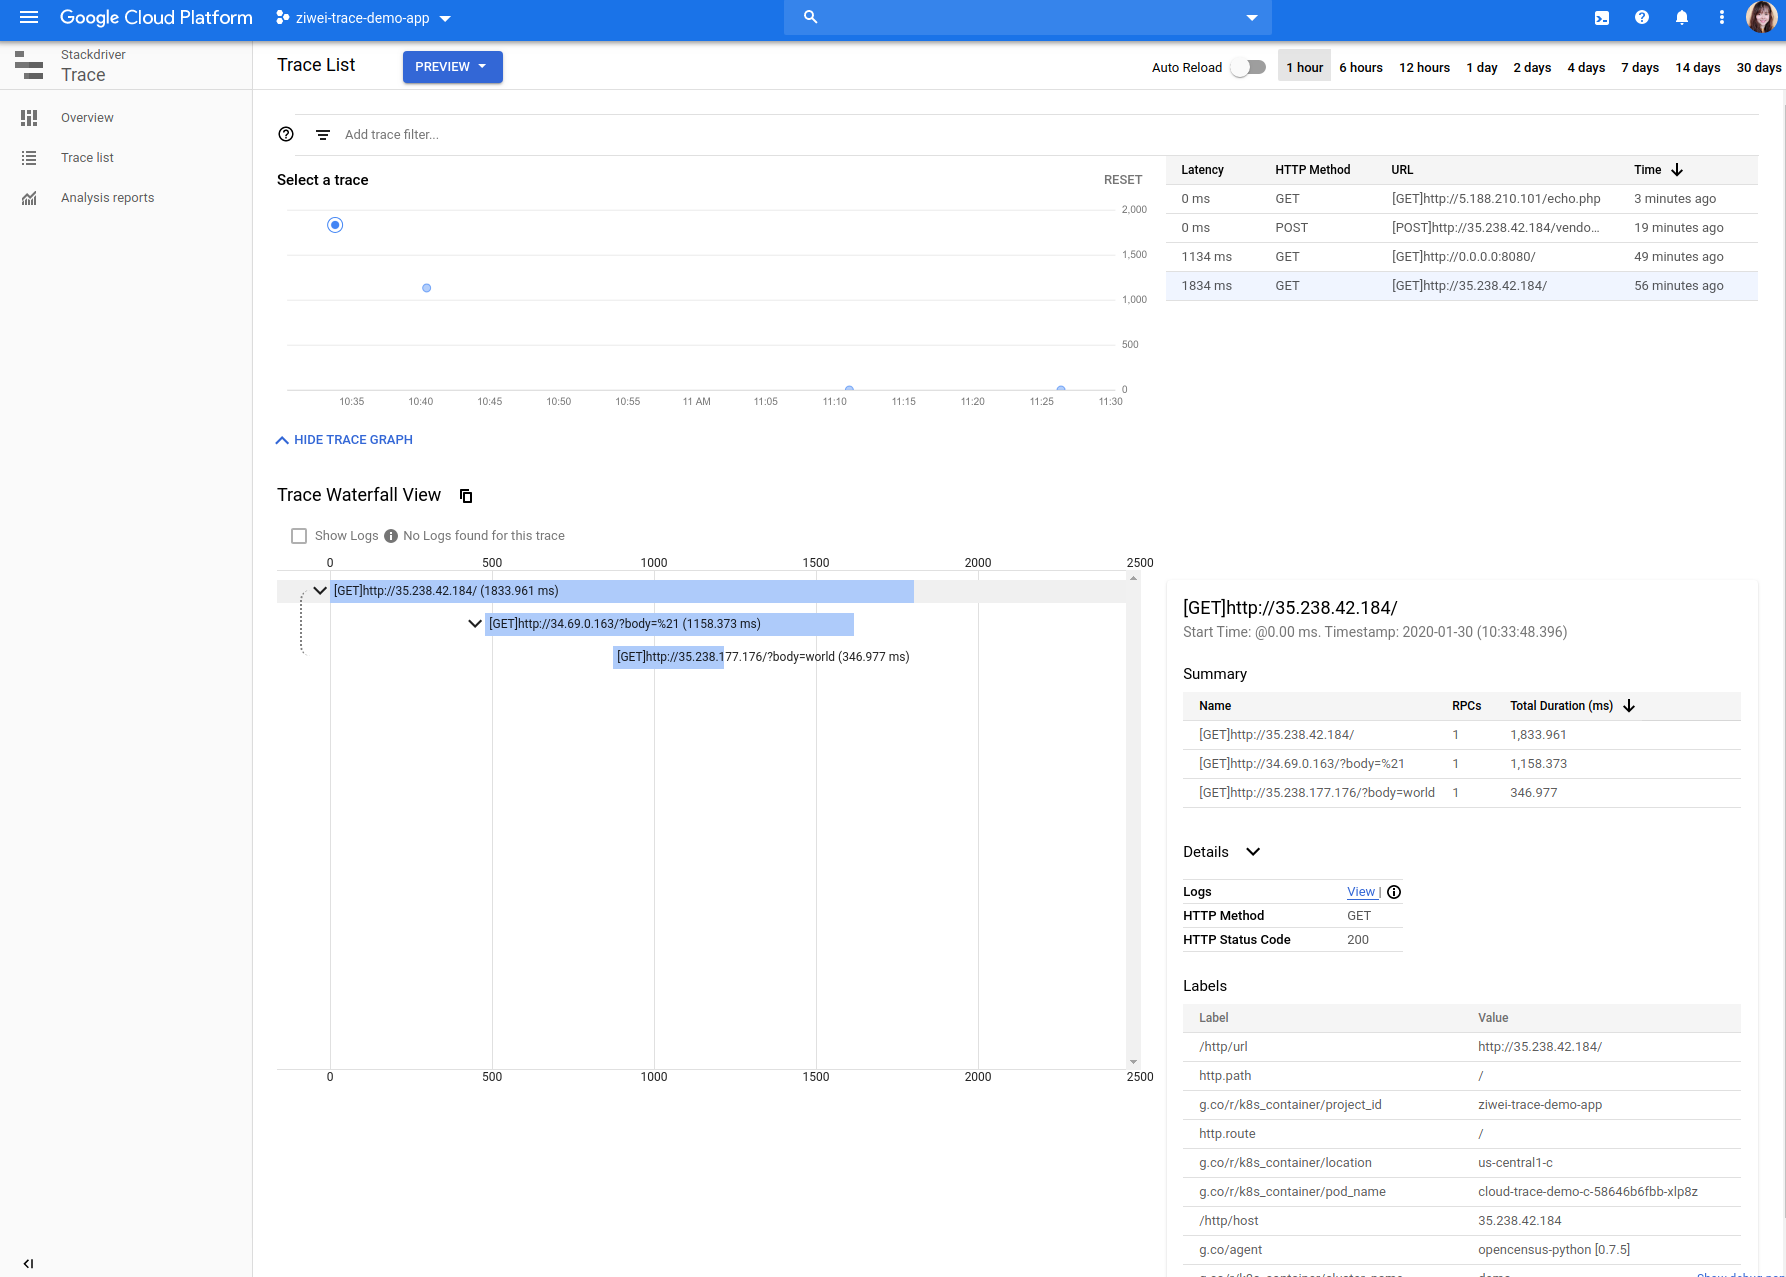 Google Cloud Platform
ziwei-trace-demo-app
Stackdriver
Trace
Overview
Trace list
Analysis reports
Trace List
PREVIEW
Auto Reload
1 hour 6 hours 12 hours 1 day 2 days 4 days 7 days 14 days 30 days
Add trace filter...
Select a trace
RESET
2,000
1,500
1,000
500
0
10:35 10:40 10:45 10:50 10:55 11 AM 11:05 11:10 11:15 11:20 11:25 11:30
HIDE TRACE GRAPH
Latency HTTP Method URL Time
0 ms GET [GET]http://5.188.210.101/echo.php 3 minutes ago
0 ms POST [POST]http://35.238.42.184/vendo... 19 minutes ago
1134 ms GET [GET]http://0.0.0.0:8080/ 49 minutes ago
1834 ms GET [GET]http://35.238.42.184/ 56 minutes ago
Trace Waterfall View
Show Logs No Logs found for this trace
0 500 1000 1500 2000 2500
[GET]http://35.238.42.184/ (1833.961 ms)
[GET]http://34.69.0.163/?body=%21 (1158.373 ms)
[GET]http://35.238.177.176/?body=world (346.977 ms)
0 500 1000 1500 2000 2500
[GET]http://35.238.42.184/
Start Time: @0.00 ms. Timestamp: 2020-01-30 (10:33:48.396)
Summary
Name RPCs Total Duration (ms)
[GET]http://35.238.42.184/ 1 1,833.961
[GET]http://34.69.0.163/?body=%21 1 1,158.373
[GET]http://35.238.177.176/?body=world 1 346.977
Details
Logs View |
HTTP Method GET
HTTP Status Code 200
Labels
Label Value
/http/url http://35.238.42.184/
http.path /
g.co/r/k8s_container/project_id ziwei-trace-demo-app
http.route /
g.co/r/k8s_container/location us-central1-c
g.co/r/k8s_container/pod_name cloud-trace-demo-c-58646b6fbb-xlp8z
/http/host 35.238.42.184
g.co/agent opencensus-python [0.7.5]